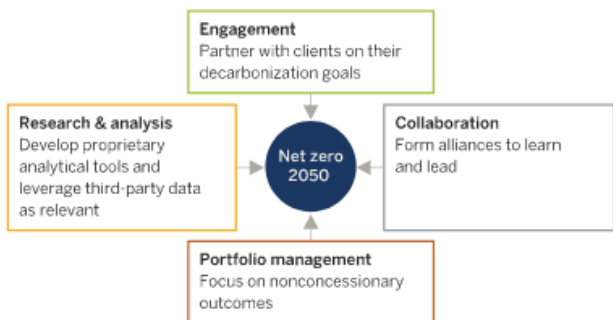 Engagement
Partner with clients on their
decarbonization goals
Research & analysis
Develop proprietary
analytical tools and
leverage third-party data
as relevant
Net zero
2050
Collaboration
Form alliances to learn
and lead
Portfolio management
Focus on nonconcessionary
outcomes